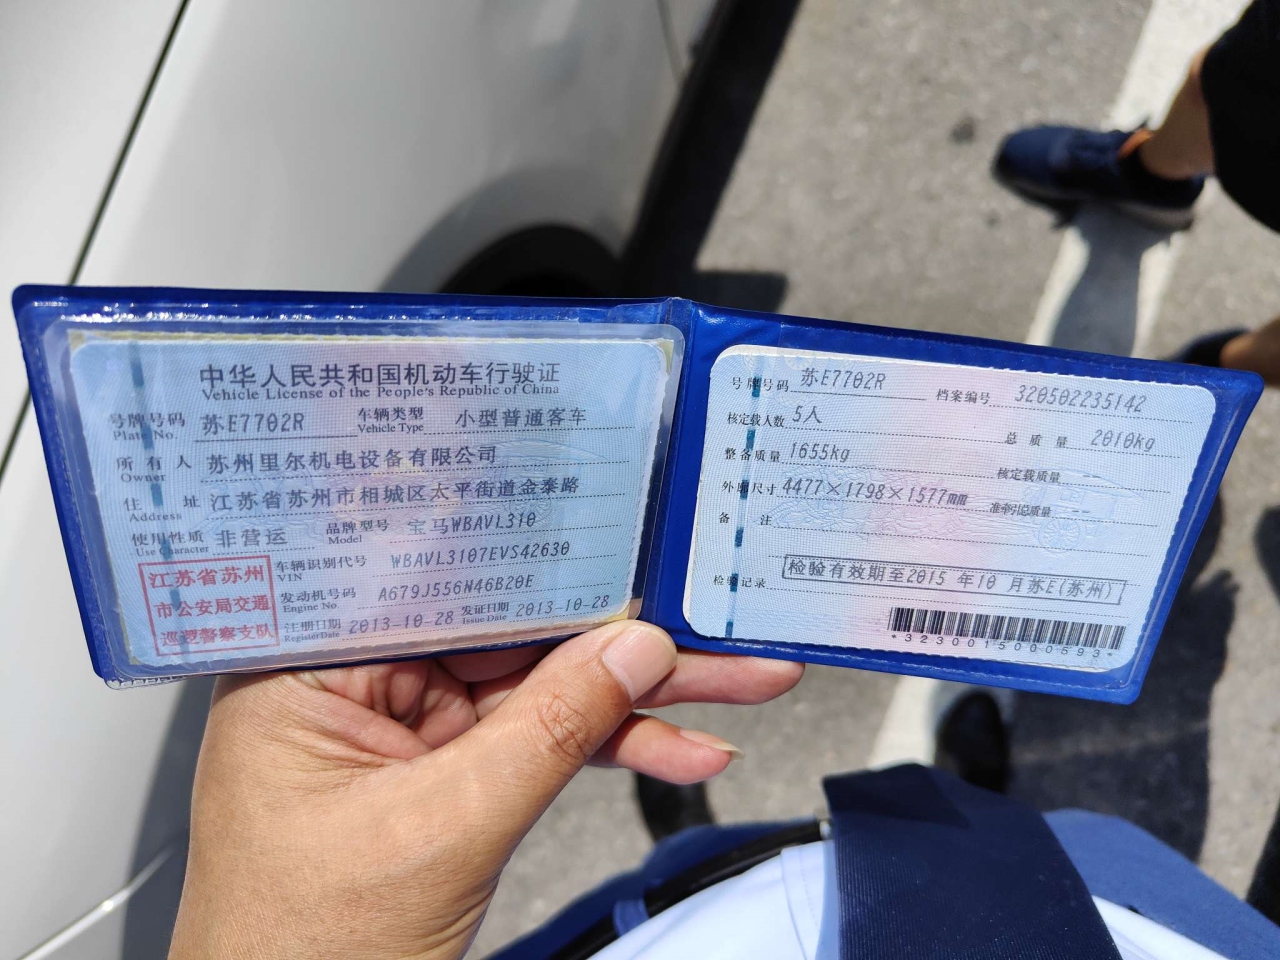 中华人民共和国机动车行驶证
Vehicle License of the People's Republic of China
号牌号码 苏E7702R 车辆类型 小型普通客车
Plate No. Vehicle Type
所有人 苏州里尔机电设备有限公司
Owner
住址 江苏省苏州市相城区太平街道金泰路
Address
使用性质 非营运 品牌型号 宝马WBAVL310
Use Character Model
江苏省苏州
市公安局交通
巡逻警察支队
车辆识别代号 WBAVL3107EVS42630
VIN
发动机号码 A679J556N46B20E
Engine No.
注册日期 2013-10-28 发证日期 2013-10-28
Register Date Issue Date
号牌号码 苏E7702R 档案编号 320502235142
核定载人数 5人 总质量 2010kg
整备质量 1655kg 核定载质量
外廓尺寸 4477×1798×1577mm 准牵引总质量
备注
检验记录 检验有效期至2015年10月苏E(苏州)
*3230015000593*